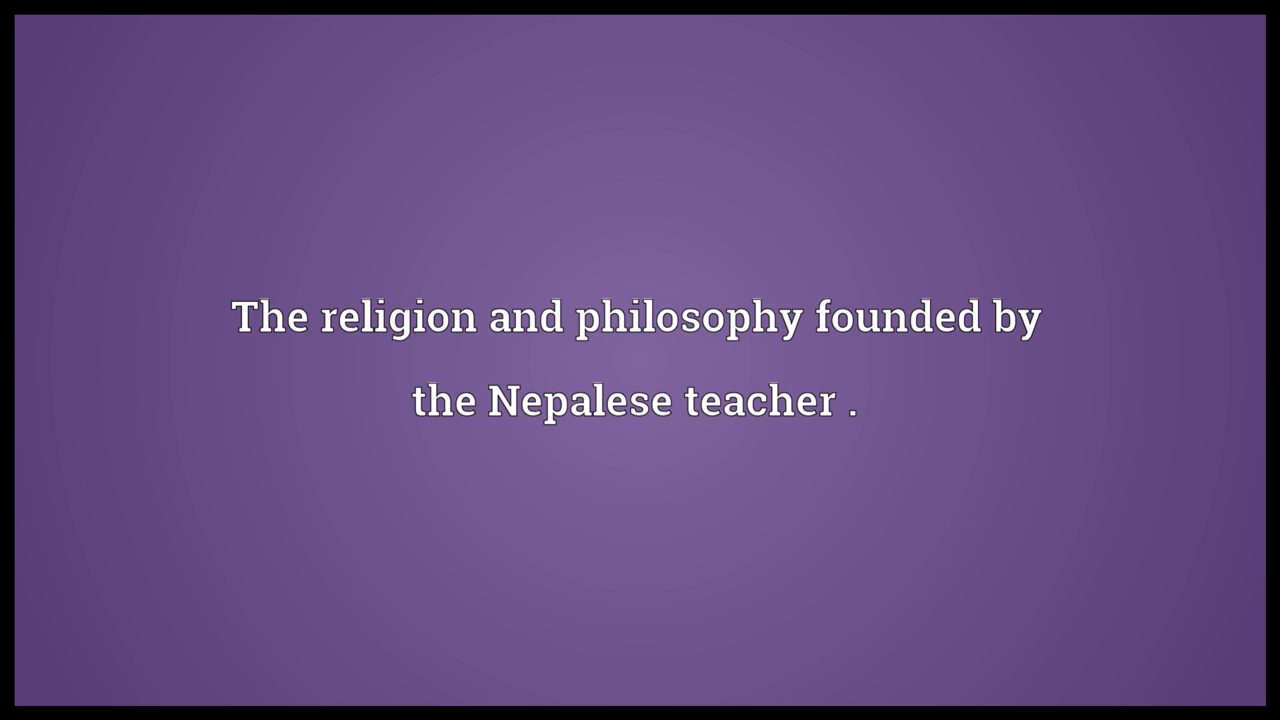 The religion and philosophy founded by
the Nepalese teacher .